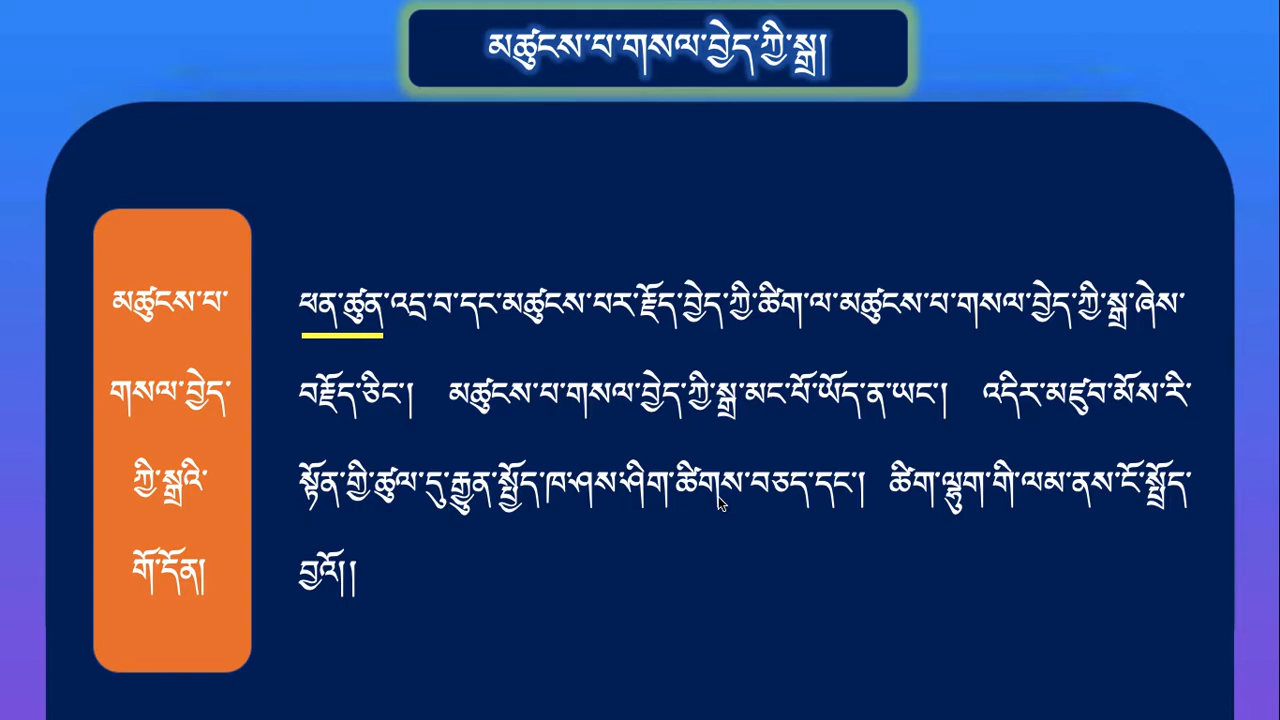 མཚུངས་པ་གསལ་བྱེད་ཀྱི་སྒྲ།
མཚུངས་པ་
གསལ་བྱེད་
ཀྱི་སྒྲའི་
གོ་དོན།
ཕན་ཚུན་འདྲ་བ་དང་མཚུངས་པར་རྗོད་བྱེད་ཀྱི་ཚིག་ལ་མཚུངས་པ་གསལ་བྱེད་ཀྱི་སྒྲ་ཞེས་
བརྗོད་ཅིང་། མཚུངས་པ་གསལ་བྱེད་ཀྱི་སྒྲ་མང་པོ་ཡོད་ན་ཡང་། འདིར་མཛུབ་མོས་རི་
སྟོན་གྱི་ཚུལ་དུ་རྒྱུན་སྤྱོད་ཁ་ཤས་ཤིག་ཚིགས་བཅད་དང་། ཚིག་ལྷུག་གི་ལམ་ནས་ངོ་སྤྲོད་
བྱའོ།།